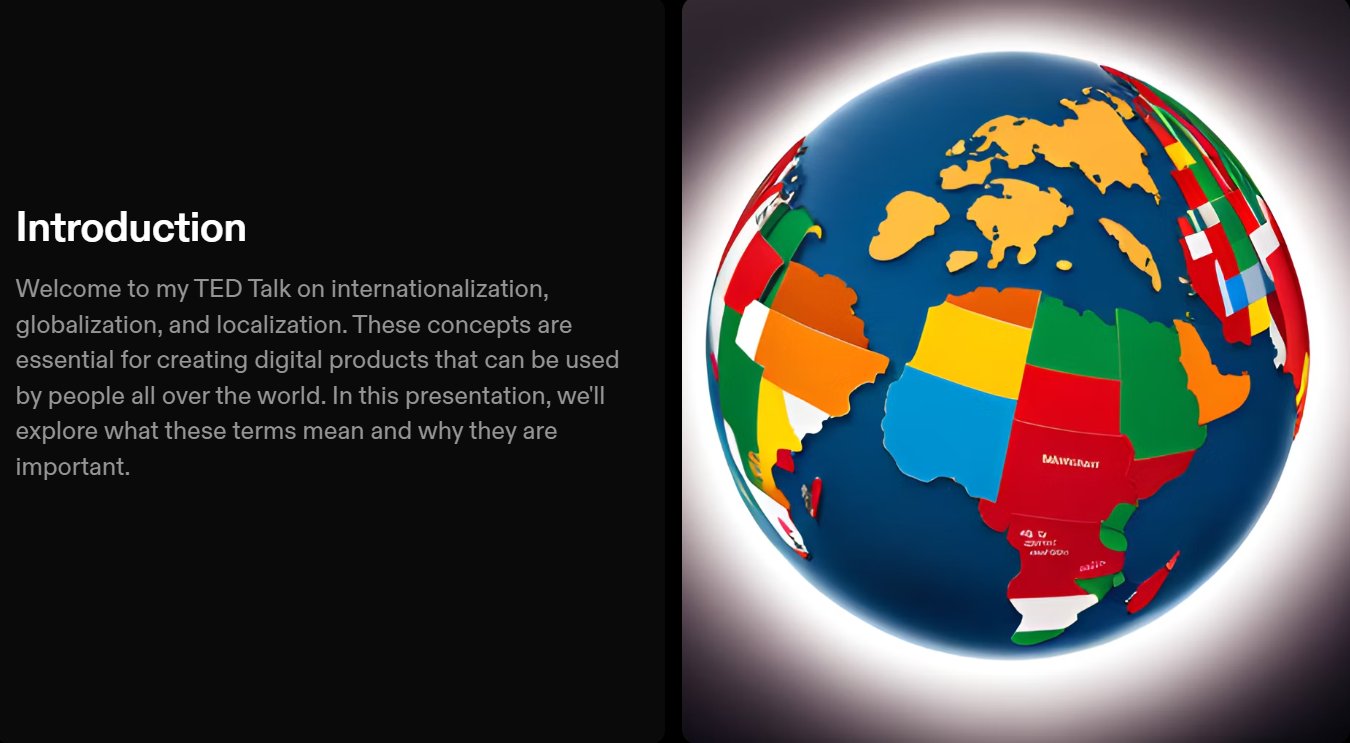 Introduction
Welcome to my TED Talk on internationalization,
globalization, and localization. These concepts are
essential for creating digital products that can be used
by people all over the world. In this presentation, we'll
explore what these terms mean and why they are
important.